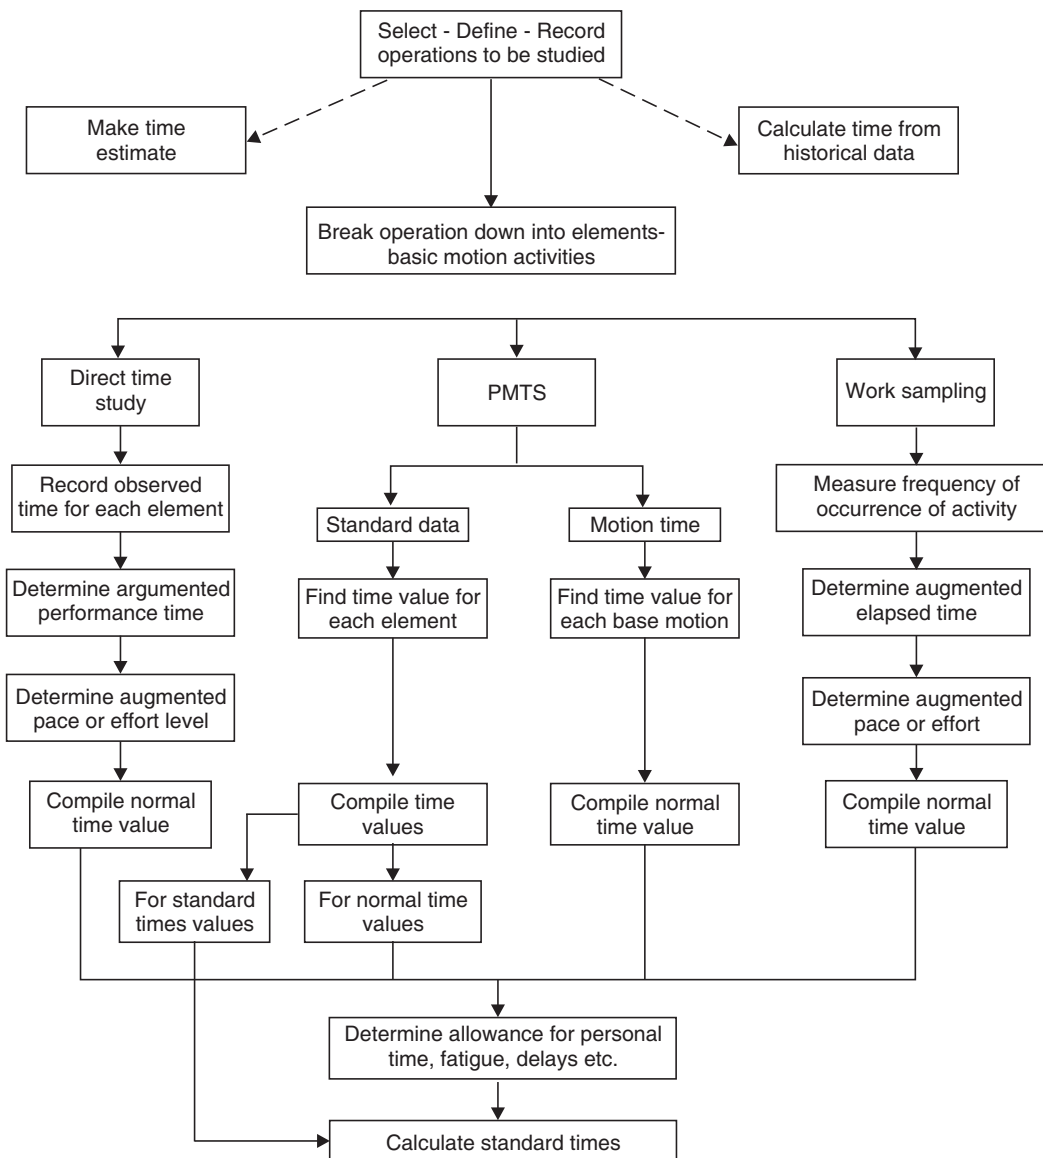 Select - Define - Record
operations to be studied
Make time
estimate
Calculate time from
historical data
Break operation down into elements-
basic motion activities
Direct time
study
PMTS
Work sampling
Record observed
time for each element
Standard data
Motion time
Measure frequency of
occurrence of activity
Determine argumented
performance time
Find time value for
each element
Find time value for
each base motion
Determine augmented
elapsed time
Determine augmented
pace or effort level
Determine augmented
pace or effort
Compile normal
time value
Compile time
values
Compile normal
time value
Compile normal
time value
For standard
times values
For normal time
values
Determine allowance for personal
time, fatigue, delays etc.
Calculate standard times